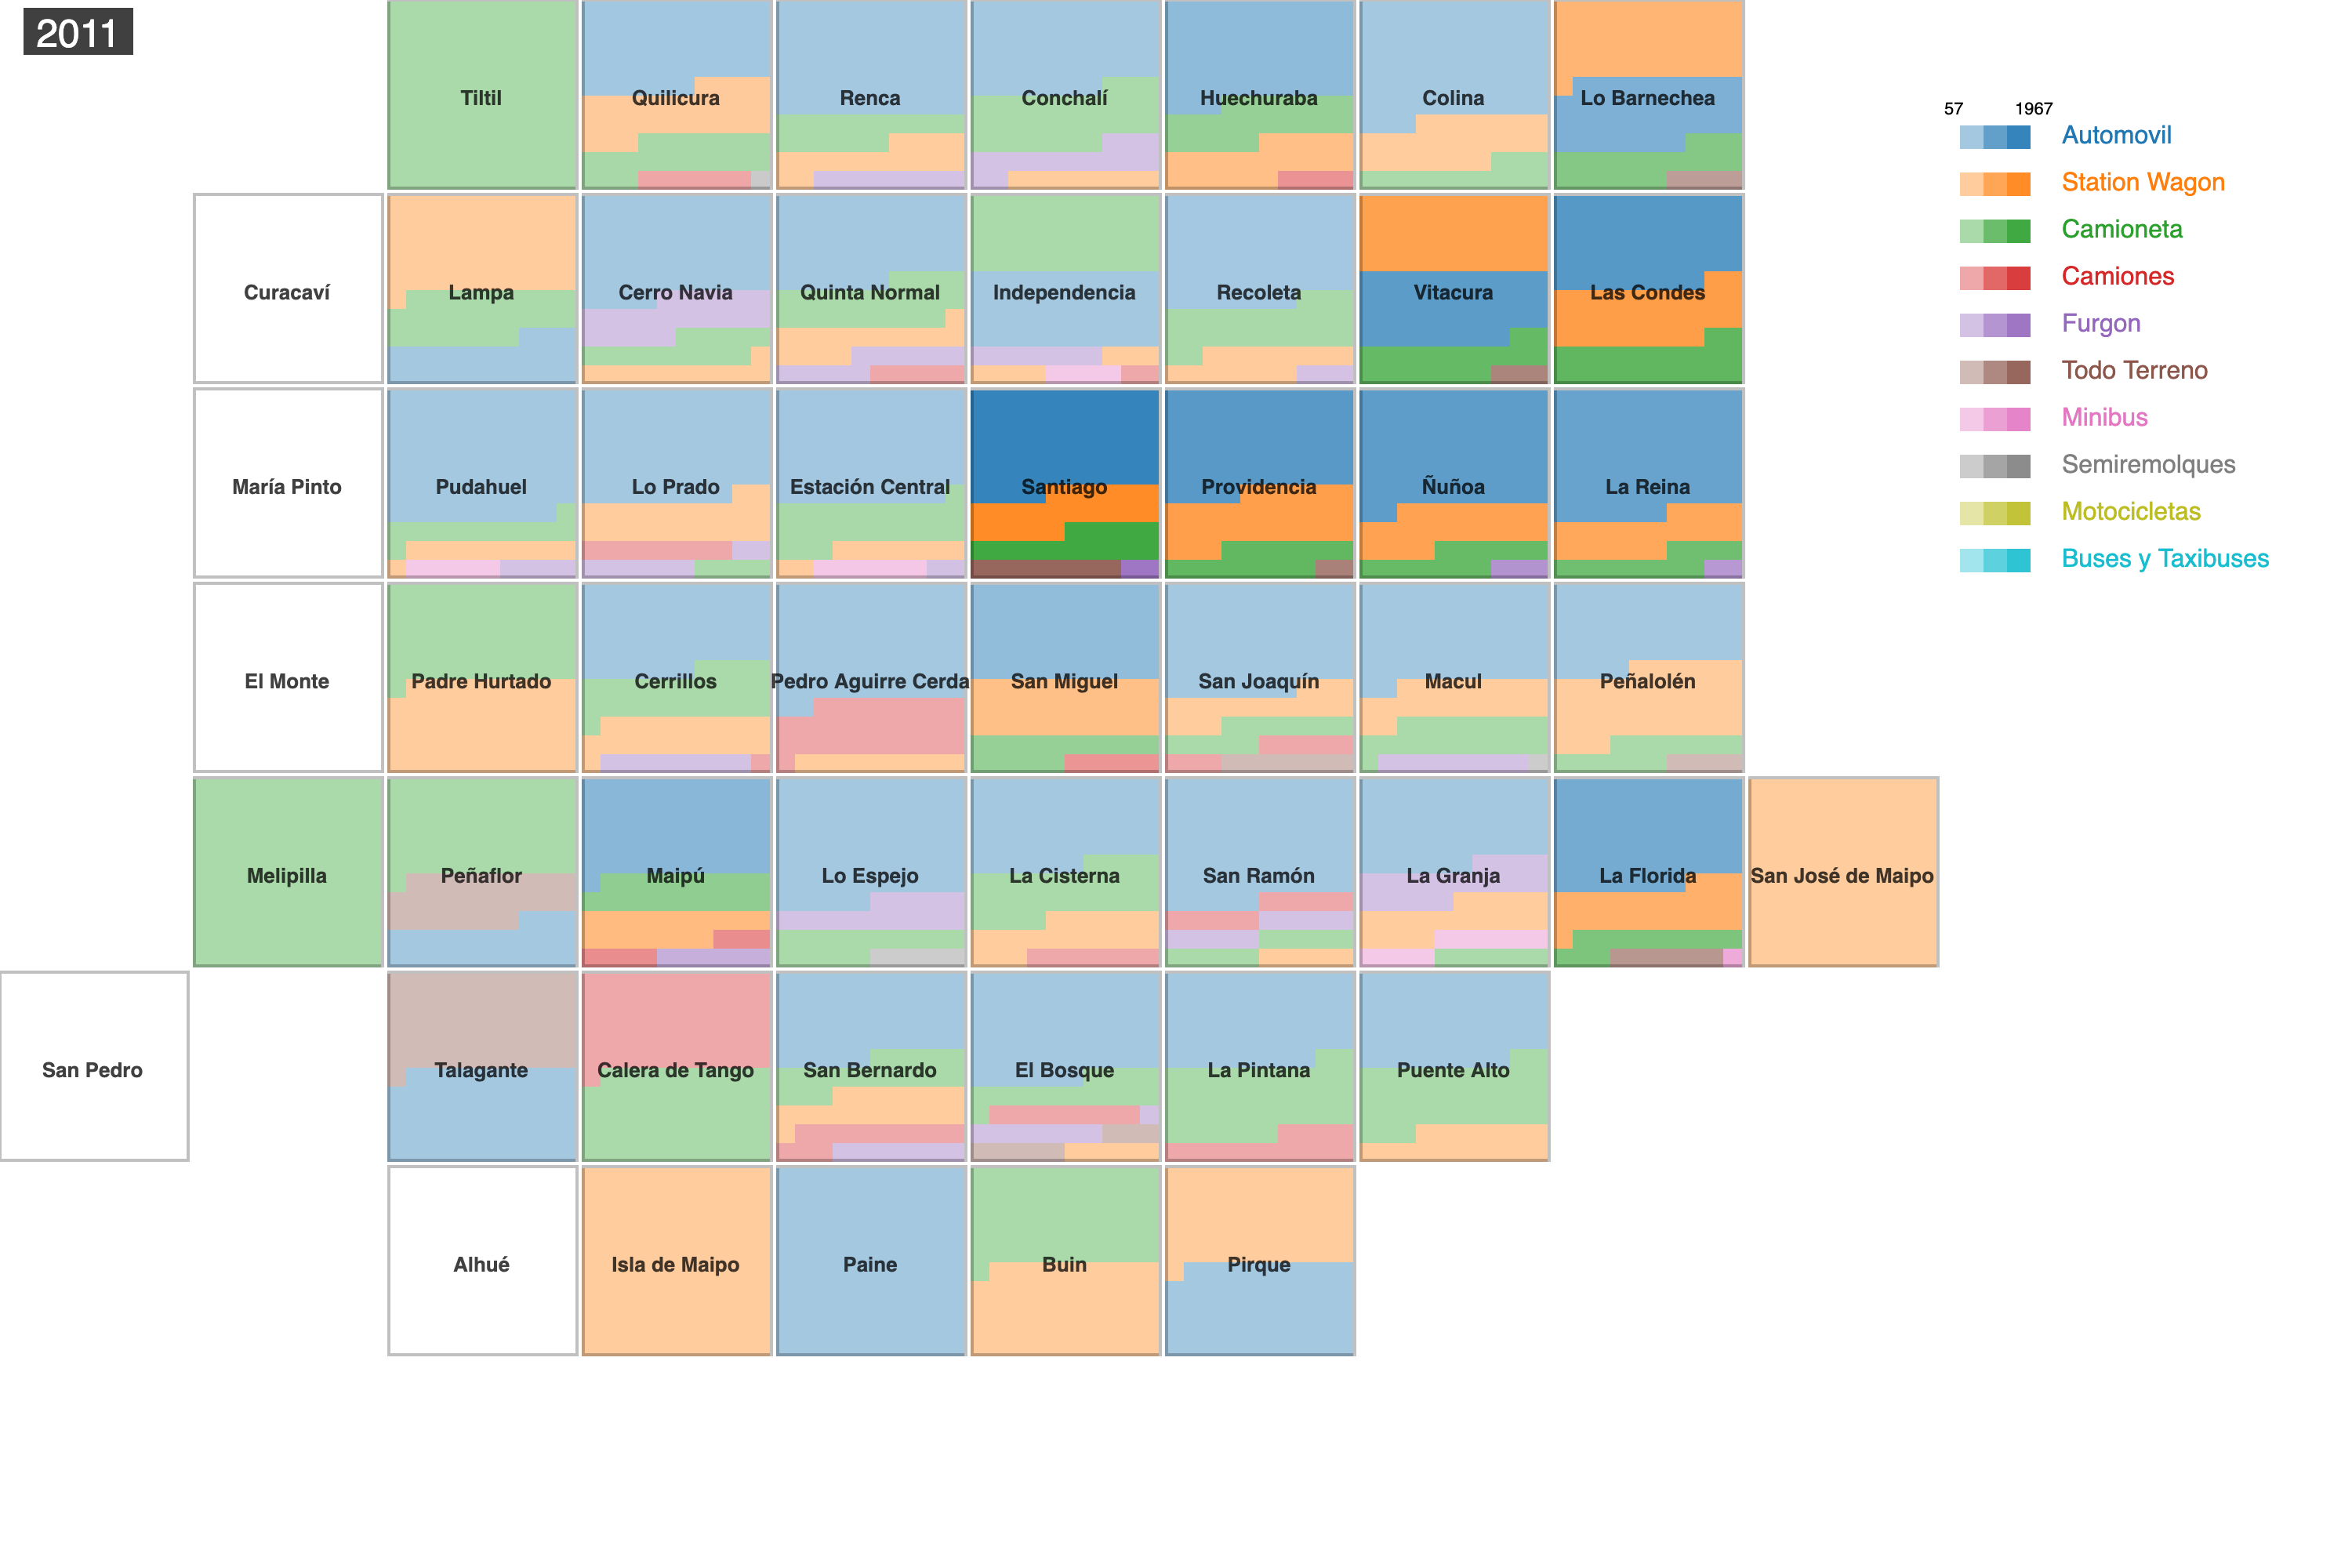 2011
Tiltil
Quilicura
Renca
Conchalí
Huechuraba
Colina
Lo Barnechea
57 1967
Automovil
Station Wagon
Camioneta
Camiones
Furgon
Todo Terreno
Minibus
Semiremolques
Motocicletas
Buses y Taxibuses
Curacaví
Lampa
Cerro Navia
Quinta Normal
Independencia
Recoleta
Vitacura
Las Condes
María Pinto
Pudahuel
Lo Prado
Estación Central
Santiago
Providencia
Ñuñoa
La Reina
El Monte
Padre Hurtado
Cerrillos
Pedro Aguirre Cerda
San Miguel
San Joaquín
Macul
Peñalolén
Melipilla
Peñaflor
Maipú
Lo Espejo
La Cisterna
San Ramón
La Granja
La Florida
San José de Maipo
San Pedro
Talagante
Calera de Tango
San Bernardo
El Bosque
La Pintana
Puente Alto
Alhué
Isla de Maipo
Paine
Buin
Pirque